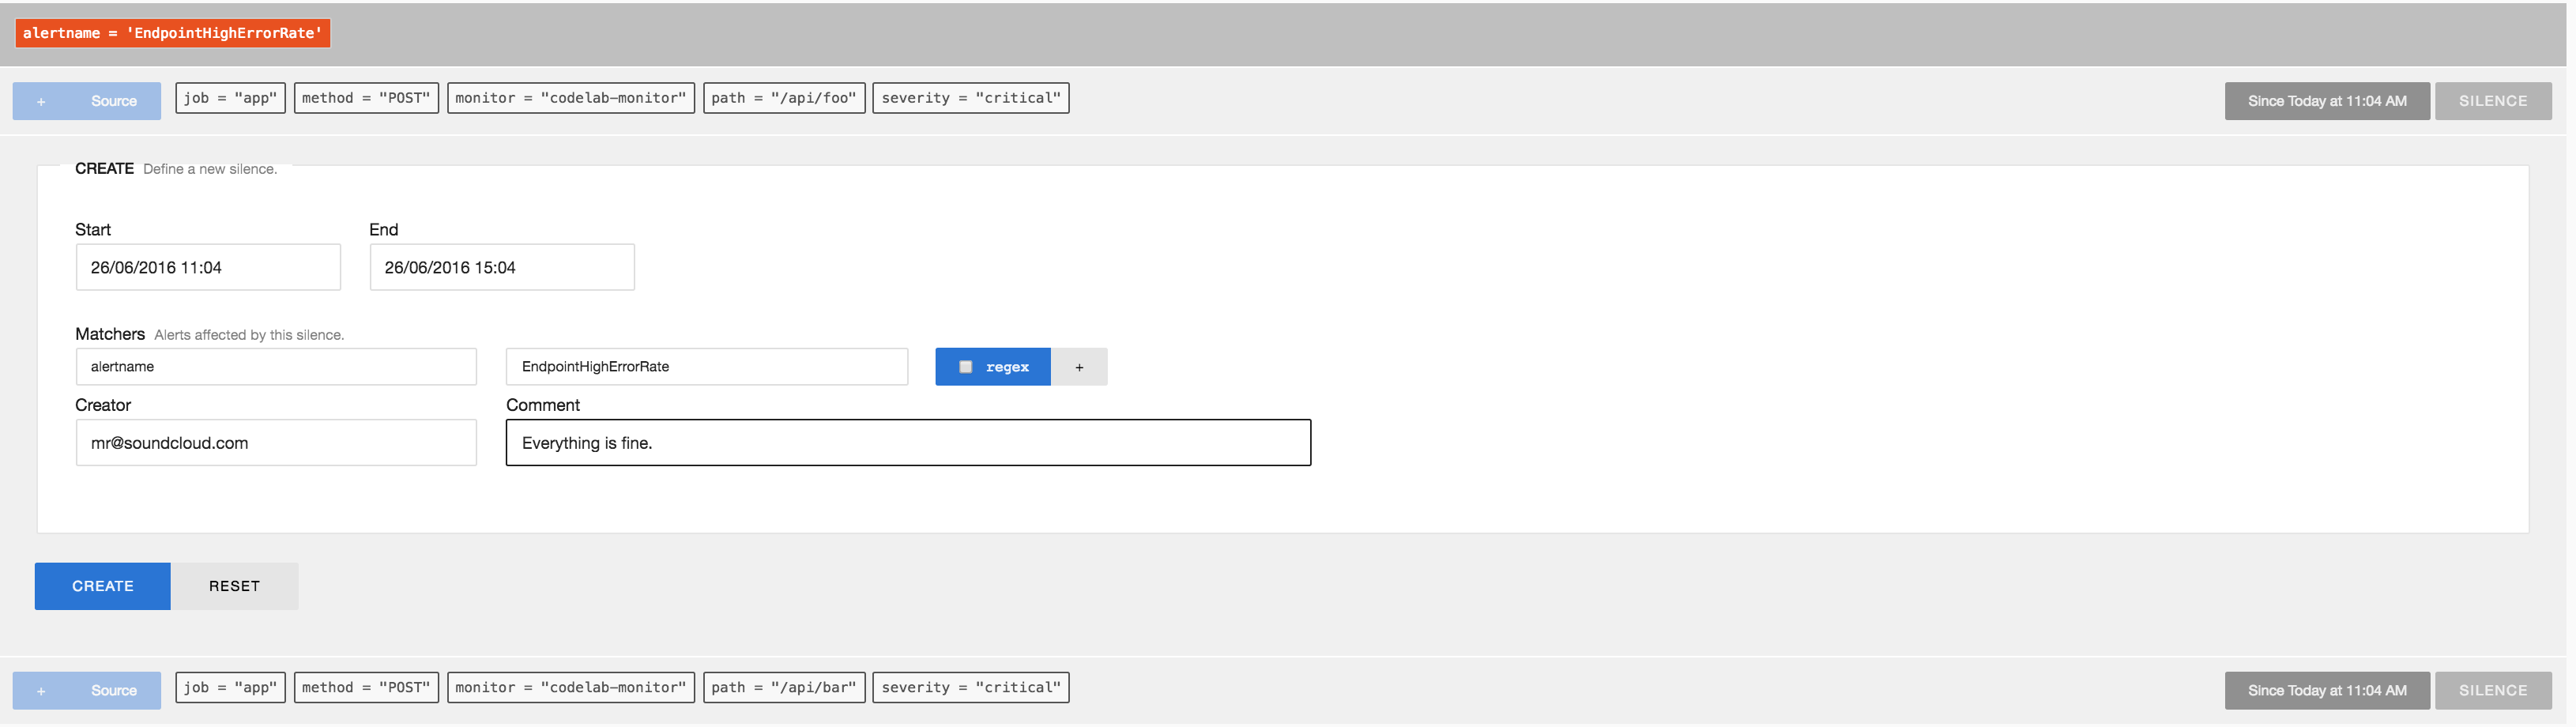 alertname = 'EndpointHighErrorRate'
+ Source job = "app" method = "POST" monitor = "codelab-monitor" path = "/api/foo" severity = "critical" Since Today at 11:04 AM SILENCE
CREATE Define a new silence.
Start End
26/06/2016 11:04 26/06/2016 15:04
Matchers Alerts affected by this silence.
alertname EndpointHighErrorRate regex +
Creator Comment
mr@soundcloud.com Everything is fine.
CREATE RESET
+ Source job = "app" method = "POST" monitor = "codelab-monitor" path = "/api/bar" severity = "critical" Since Today at 11:04 AM SILENCE